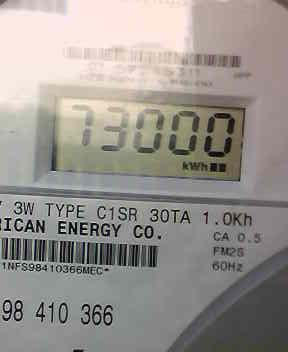 73000
kWh
3W TYPE C1SR 30TA 1.0Kh
RICAN ENERGY CO.
CA 0.5
FM2S
1NFS98410366MEC*
60Hz
98 410 366